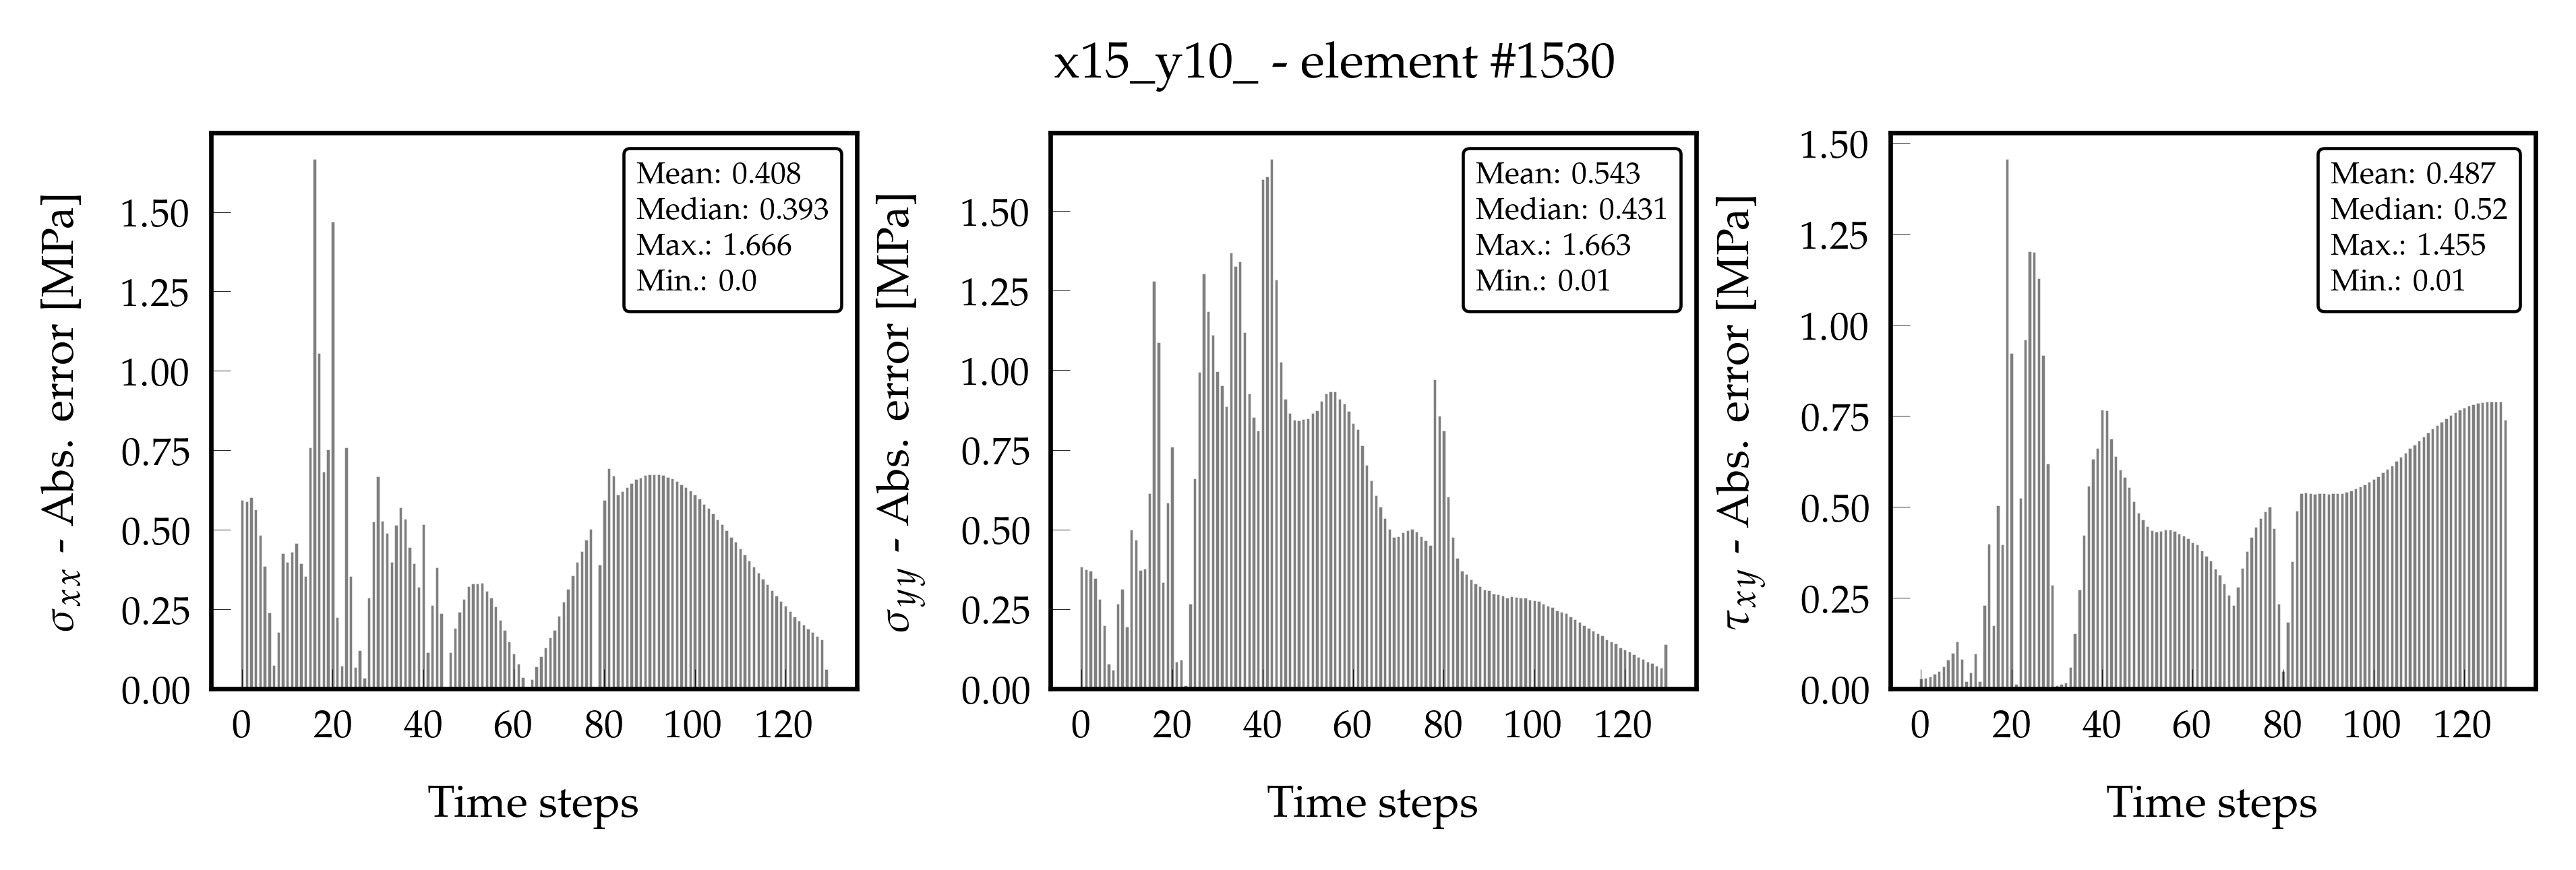 x15_y10_ - element #1530
σxx - Abs. error [MPa]
1.50
1.25
1.00
0.75
0.50
0.25
0.00
0 20 40 60 80 100 120
Time steps
Mean: 0.408
Median: 0.393
Max.: 1.666
Min.: 0.0
σyy - Abs. error [MPa]
1.50
1.25
1.00
0.75
0.50
0.25
0.00
0 20 40 60 80 100 120
Time steps
Mean: 0.543
Median: 0.431
Max.: 1.663
Min.: 0.01
τxy - Abs. error [MPa]
1.50
1.25
1.00
0.75
0.50
0.25
0.00
0 20 40 60 80 100 120
Time steps
Mean: 0.487
Median: 0.52
Max.: 1.455
Min.: 0.01